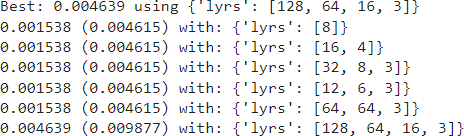 Best: 0.004639 using {'lyrs': [128, 64, 16, 3]}
0.001538 (0.004615) with: {'lyrs': [8]}
0.001538 (0.004615) with: {'lyrs': [16, 4]}
0.001538 (0.004615) with: {'lyrs': [32, 8, 3]}
0.001538 (0.004615) with: {'lyrs': [12, 6, 3]}
0.001538 (0.004615) with: {'lyrs': [64, 64, 3]}
0.004639 (0.009877) with: {'lyrs': [128, 64, 16, 3]}